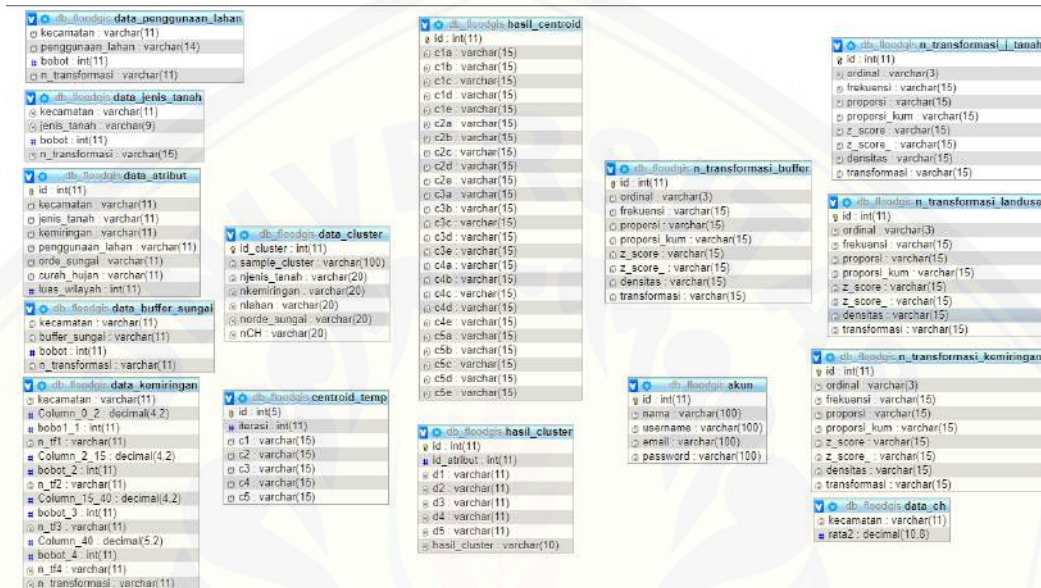 db_floodgis data_penggunaan_lahan
kecamatan : varchar(11)
penggunaan_lahan : varchar(14)
bobot : int(11)
n_transformasi : varchar(11)
db_floodgis data_jenis_tanah
kecamatan : varchar(11)
jenis_tanah : varchar(9)
bobot : int(11)
n_transformasi : varchar(15)
db_floodgis data_atribut
id : int(11)
kecamatan : varchar(11)
jenis_tanah : varchar(11)
kemiringan : varchar(11)
penggunaan_lahan : varchar(11)
orde_sungai : varchar(11)
curah_hujan : varchar(11)
luas_wilayah : int(11)
db_floodgis data_buffer_sungai
kecamatan : varchar(11)
buffer_sungai : varchar(11)
bobot : int(11)
n_transformasi : varchar(11)
db_floodgis data_kemiringan
kecamatan : varchar(11)
Column_0_2 : decimal(4,2)
bobot_1 : int(11)
n_tf1 : varchar(11)
Column_2_15 : decimal(4,2)
bobot_2 : int(11)
n_tf2 : varchar(11)
Column_15_40 : decimal(4,2)
bobot_3 : int(11)
n_tf3 : varchar(11)
Column_40 : decimal(5,2)
bobot_4 : int(11)
n_tf4 : varchar(11)
n_transformasi : varchar(11)
db_floodgis data_cluster
id_cluster : int(11)
sample_cluster : varchar(100)
njenis_tanah : varchar(20)
nkemiringan : varchar(20)
nlahan : varchar(20)
norde_sungai : varchar(20)
nCH : varchar(20)
db_floodgis centroid_temp
id : int(5)
iterasi : int(11)
c1 : varchar(15)
c2 : varchar(15)
c3 : varchar(15)
c4 : varchar(15)
c5 : varchar(15)
db_floodgis hasil_centroid
id : int(11)
c1a : varchar(15)
c1b : varchar(15)
c1c : varchar(15)
c1d : varchar(15)
c1e : varchar(15)
c2a : varchar(15)
c2b : varchar(15)
c2c : varchar(15)
c2d : varchar(15)
c2e : varchar(15)
c3a : varchar(15)
c3b : varchar(15)
c3c : varchar(15)
c3d : varchar(15)
c3e : varchar(15)
c4a : varchar(15)
c4b : varchar(15)
c4c : varchar(15)
c4d : varchar(15)
c4e : varchar(15)
c5a : varchar(15)
c5b : varchar(15)
c5c : varchar(15)
c5d : varchar(15)
c5e : varchar(15)
db_floodgis hasil_cluster
id : int(11)
id_atribut : int(11)
d1 : varchar(11)
d2 : varchar(11)
d3 : varchar(11)
d4 : varchar(11)
d5 : varchar(11)
hasil_cluster : varchar(10)
db_floodgis n_transformasi_buffer
id : int(11)
ordinal : varchar(3)
frekuensi : varchar(15)
proporsi : varchar(15)
proporsi_kum : varchar(15)
z_score : varchar(15)
z_score_ : varchar(15)
densitas : varchar(15)
transformasi : varchar(15)
db_floodgis akun
id : int(11)
nama : varchar(100)
username : varchar(100)
email : varchar(100)
password : varchar(100)
db_floodgis n_transformasi_j_tanah
id : int(11)
ordinal : varchar(3)
frekuensi : varchar(15)
proporsi : varchar(15)
proporsi_kum : varchar(15)
z_score : varchar(15)
z_score_ : varchar(15)
densitas : varchar(15)
transformasi : varchar(15)
db_floodgis n_transformasi_landuse
id : int(11)
ordinal : varchar(3)
frekuensi : varchar(15)
proporsi : varchar(15)
proporsi_kum : varchar(15)
z_score : varchar(15)
z_score_ : varchar(15)
densitas : varchar(15)
transformasi : varchar(15)
db_floodgis n_transformasi_kemiringan
id : int(11)
ordinal : varchar(3)
frekuensi : varchar(15)
proporsi : varchar(15)
proporsi_kum : varchar(15)
z_score : varchar(15)
z_score_ : varchar(15)
densitas : varchar(15)
transformasi : varchar(15)
db_floodgis data_ch
kecamatan : varchar(11)
rata2 : decimal(10,8)